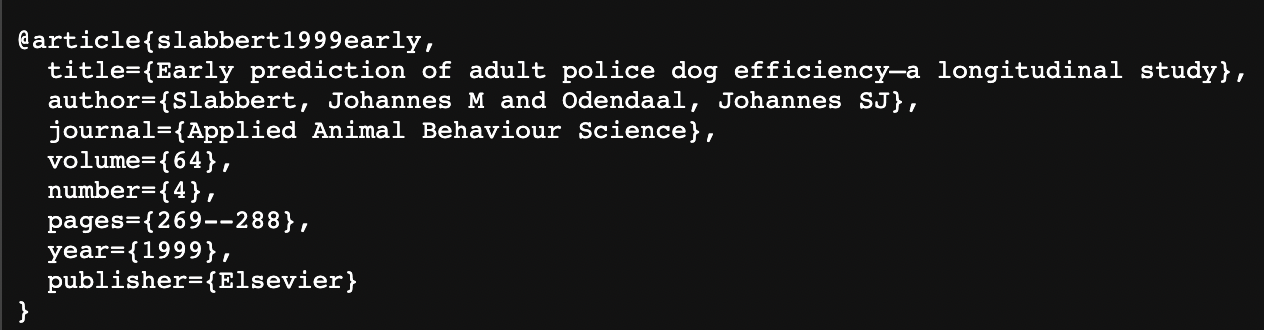 @article{slabbert1999early,
  title={Early prediction of adult police dog efficiency—a longitudinal study},
  author={Slabbert, Johannes M and Odendaal, Johannes SJ},
  journal={Applied Animal Behaviour Science},
  volume={64},
  number={4},
  pages={269--288},
  year={1999},
  publisher={Elsevier}
}